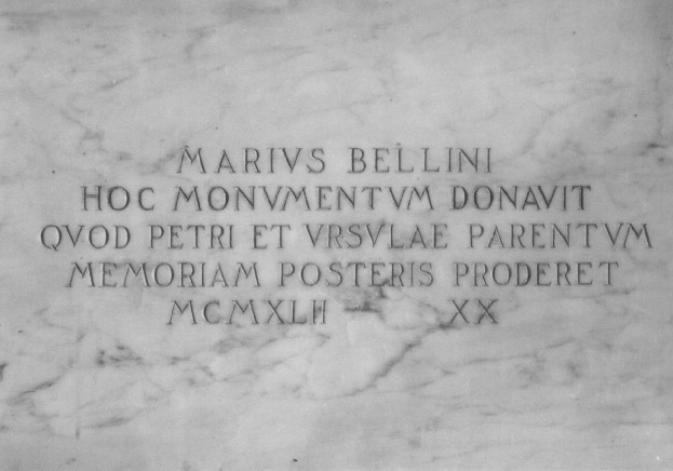 MARIVS BELLINI
HOC MONVMENTVM DONAVIT
QVOD PETRI ET VRSVLAE PARENTVM
MEMORIAM POSTERIS PRODERET
MCMXLII XX